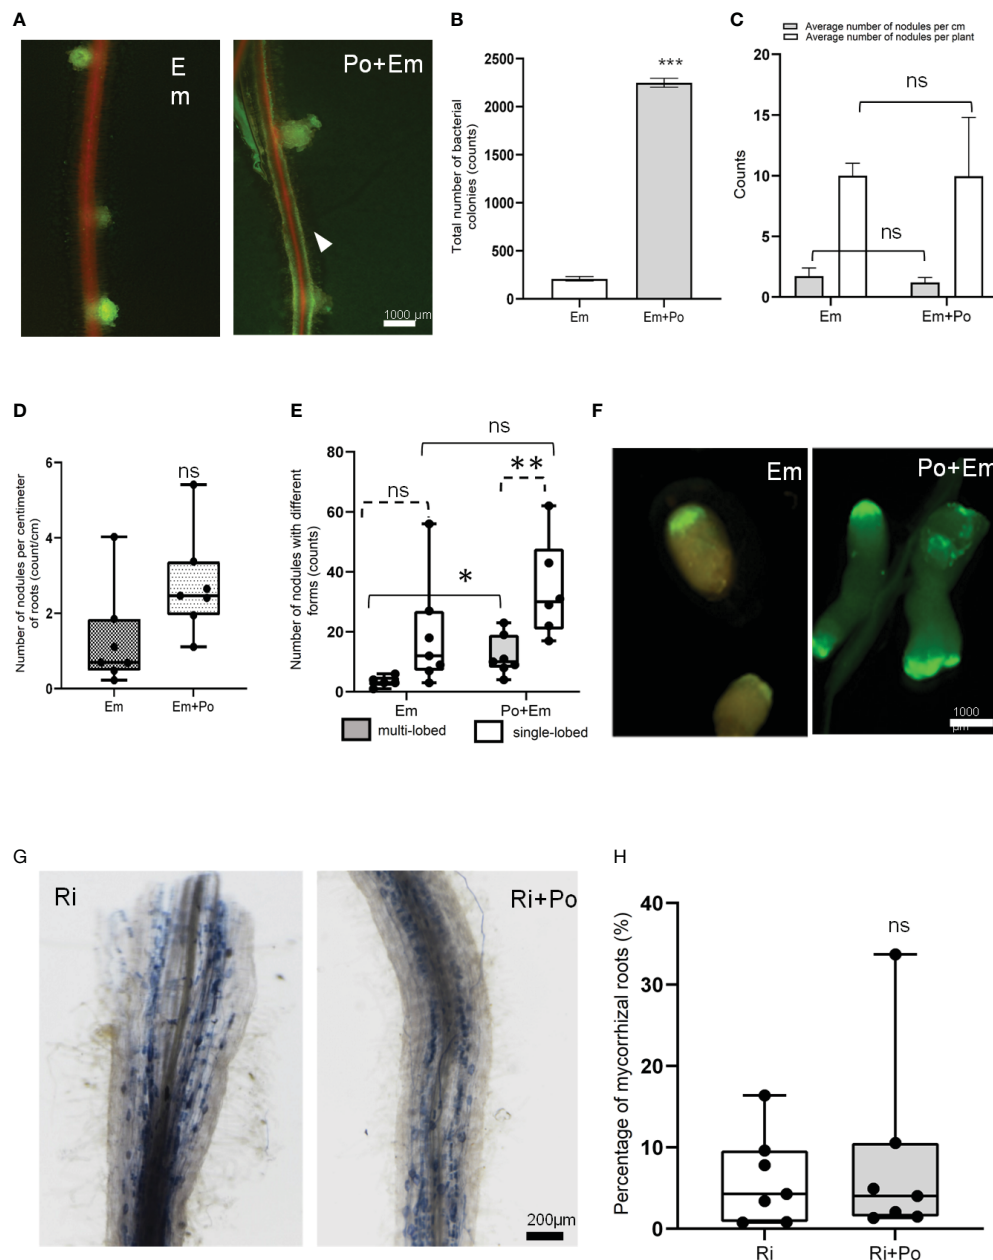 A
E
m
Po+Em
1000 µm
B
Total number of bacterial
colonies (counts)
2500
2000
1500
1000
500
0
***
Em
Em+Po
C
Average number of nodules per cm
Average number of nodules per plant
Counts
20
15
10
5
0
ns
ns
Em
Em+Po
D
Number of nodules per centimeter
of roots (count/cm)
6
4
2
0
ns
Em
Em+Po
E
Number of nodules with different
forms (counts)
80
60
40
20
0
ns
ns
**
*
Em
Po+Em
multi-lobed
single-lobed
F
Em
Po+Em
1000
µm
G
Ri
Ri+Po
200µm
H
Percentage of mycorrhizal roots (%)
40
30
20
10
0
ns
Ri
Ri+Po